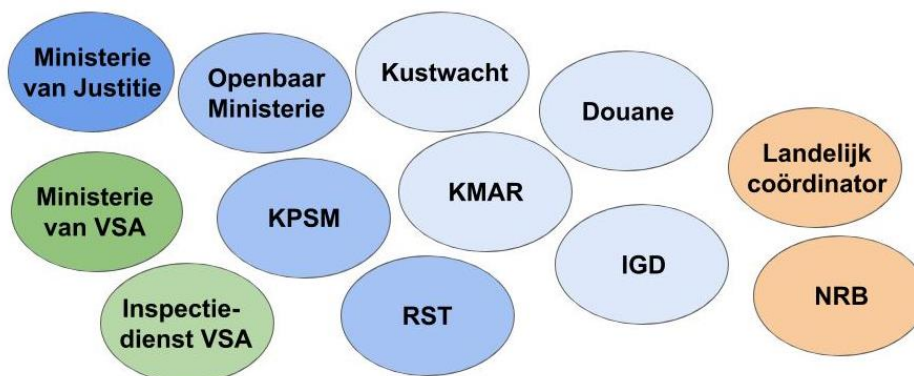 Ministerie
van Justitie
Openbaar
Ministerie
Kustwacht
Douane
Landelijk
coördinator
Ministerie
van VSA
KPSM
KMAR
IGD
NRB
Inspectie-
dienst VSA
RST